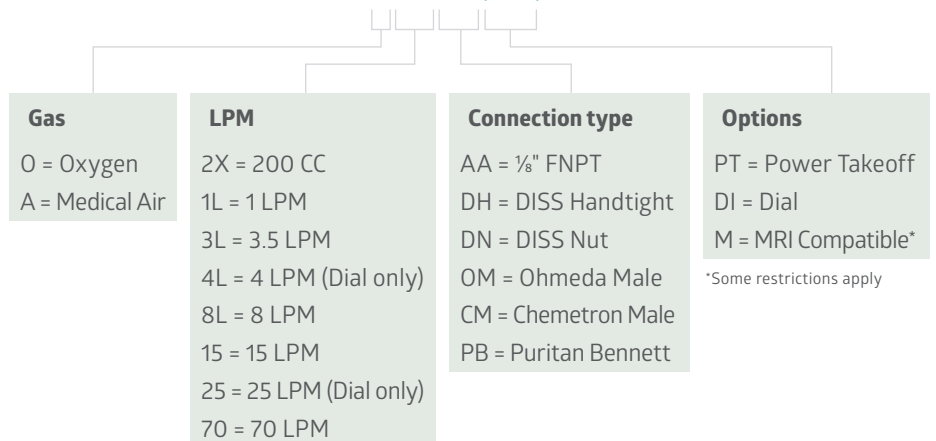 Gas
O = Oxygen
A = Medical Air
LPM
2X = 200 CC
1L = 1 LPM
3L = 3.5 LPM
4L = 4 LPM (Dial only)
8L = 8 LPM
15 = 15 LPM
25 = 25 LPM (Dial only)
70 = 70 LPM
Connection type
AA = ⅛" FNPT
DH = DISS Handtight
DN = DISS Nut
OM = Ohmeda Male
CM = Chemetron Male
PB = Puritan Bennett
Options
PT = Power Takeoff
DI = Dial
M = MRI Compatible*
*Some restrictions apply